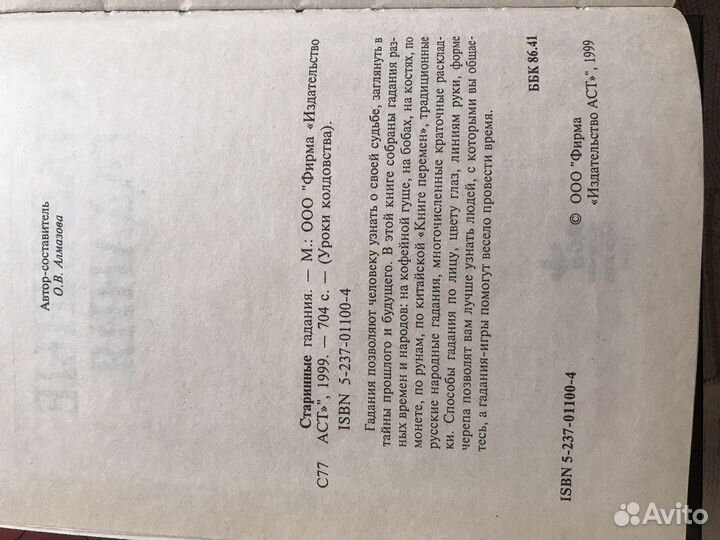 Автор-составитель
О.В. Алмазова
Старинные гадания. — М.: ООО "Фирма «Издательство
С77 АСТ»", 1999. — 704 с. — (Уроки колдовства).
ISBN 5-237-01100-4
Гадания позволяют человеку узнать о своей судьбе, заглянуть в
тайны прошлого и будущего. В этой книге собраны гадания раз-
ных времен и народов: на кофейной гуще, на бобах, на костях, по
монете, по рунам, по китайской «Книге перемен», традиционные
русские народные гадания, многочисленные краточные расклад-
ки. Способы гадания по лицу, цвету глаз, линиям руки, форме
черепа позволят вам лучше узнать людей, с которыми вы общае-
тесь, а гадания-игры помогут весело провести время.
ББК 86.41
ISBN 5-237-01100-4
© ООО "Фирма
«Издательство АСТ»", 1999
Avito